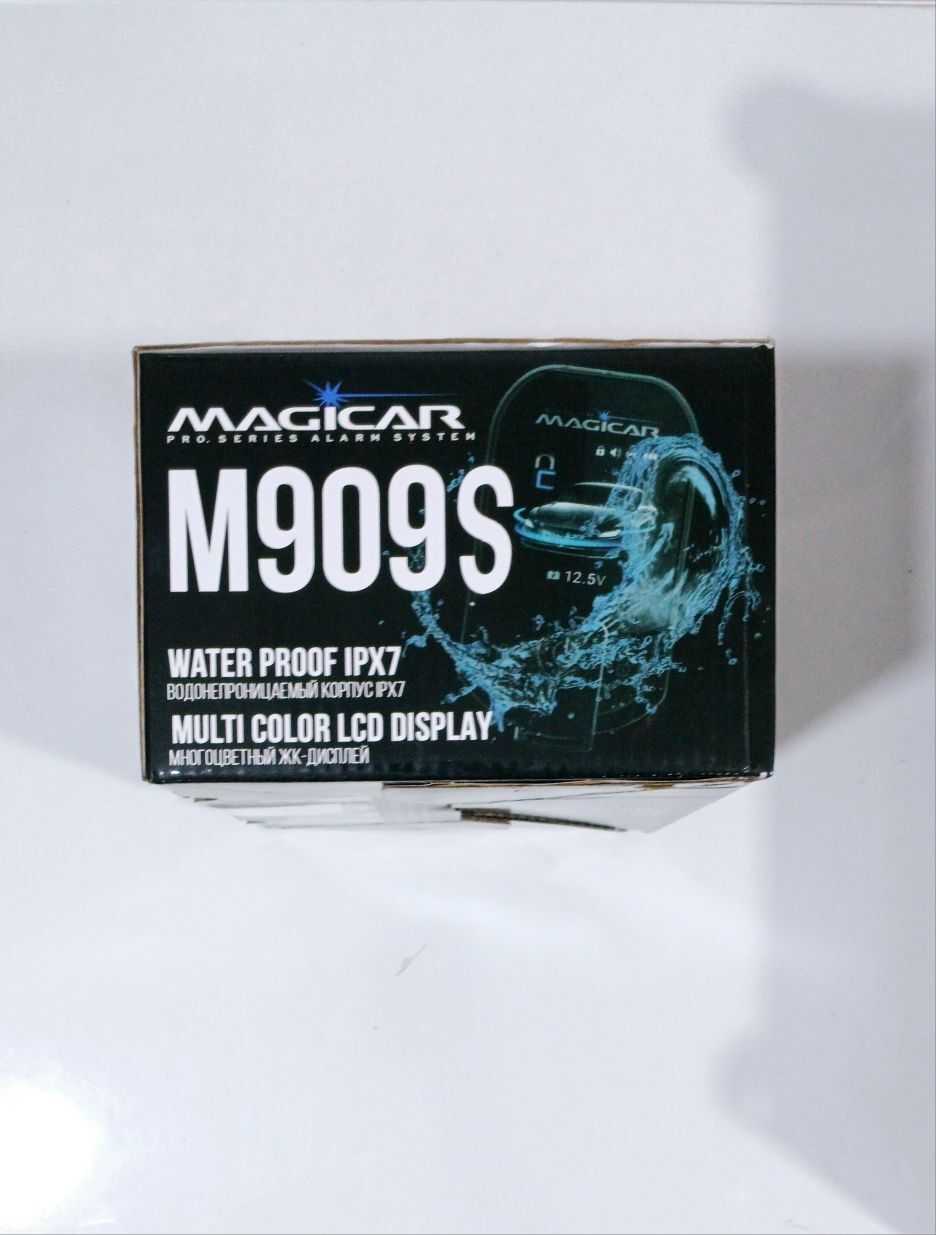 MAGICAR
PRO. SERIES ALARM SYSTEM
M909S
WATER PROOF IPX7
ВОДОНЕПРОНИЦАЕМЫЙ КОРПУС IPX7
MULTI COLOR LCD DISPLAY
МНОГОЦВЕТНЫЙ ЖК-ДИСПЛЕЙ
MAGICAR
12.5V